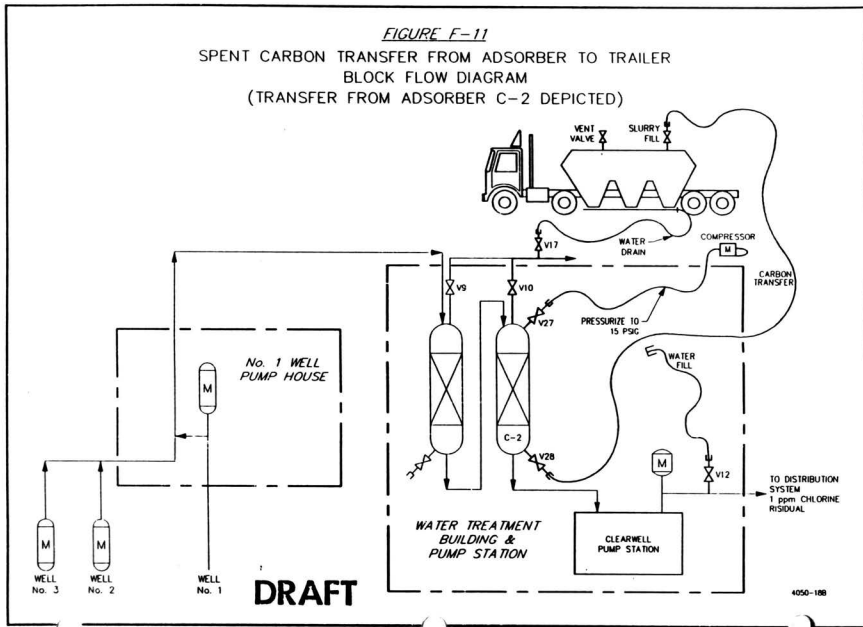 FIGURE F-11
SPENT CARBON TRANSFER FROM ADSORBER TO TRAILER
BLOCK FLOW DIAGRAM
(TRANSFER FROM ADSORBER C-2 DEPICTED)
VENT
VALVE
SLURRY
FILL
WATER
DRAIN
COMPRESSOR
M
CARBON
TRANSFER
V17
V9
V10
V27
PRESSURIZE TO
15 PSIG
No. 1 WELL
PUMP HOUSE
M
WATER
FILL
C-2
V28
M
V12
TO DISTRIBUTION
SYSTEM
1 ppm CHLORINE
RISIDUAL
WATER TREATMENT
BUILDING &
PUMP STATION
CLEARWELL
PUMP STATION
M
M
WELL
No. 3
WELL
No. 2
WELL
No. 1
DRAFT
4050-18B